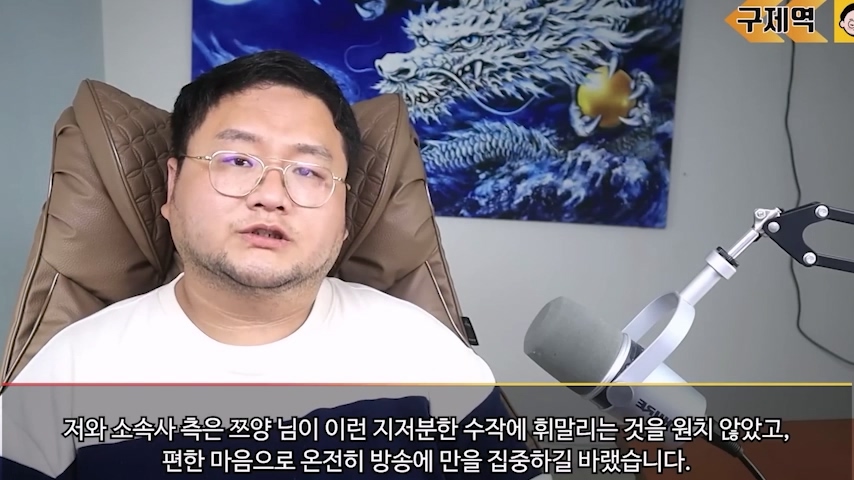 구제역
저와 소속사 측은 쯔양 님이 이런 지저분한 수작에 휘말리는 것을 원치 않았고,
편한 마음으로 온전히 방송에 만을 집중하길 바랬습니다.